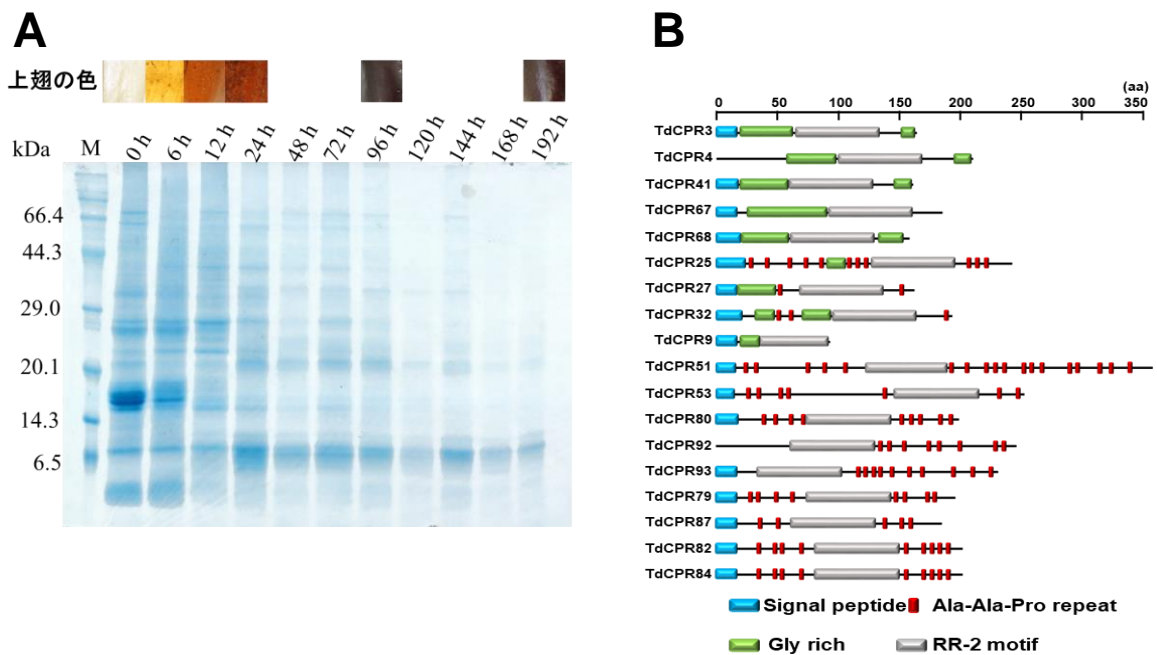 A
上翅の色
kDa M 0 h 6 h 12 h 24 h 48 h 72 h 96 h 120 h 144 h 168 h 192 h
66.4
44.3
29.0
20.1
14.3
6.5
B
(aa)
0 50 100 150 200 250 300 350
TdCPR3
TdCPR4
TdCPR41
TdCPR67
TdCPR68
TdCPR25
TdCPR27
TdCPR32
TdCPR9
TdCPR51
TdCPR53
TdCPR80
TdCPR92
TdCPR93
TdCPR79
TdCPR87
TdCPR82
TdCPR84
Signal peptide Ala-Ala-Pro repeat
Gly rich RR-2 motif